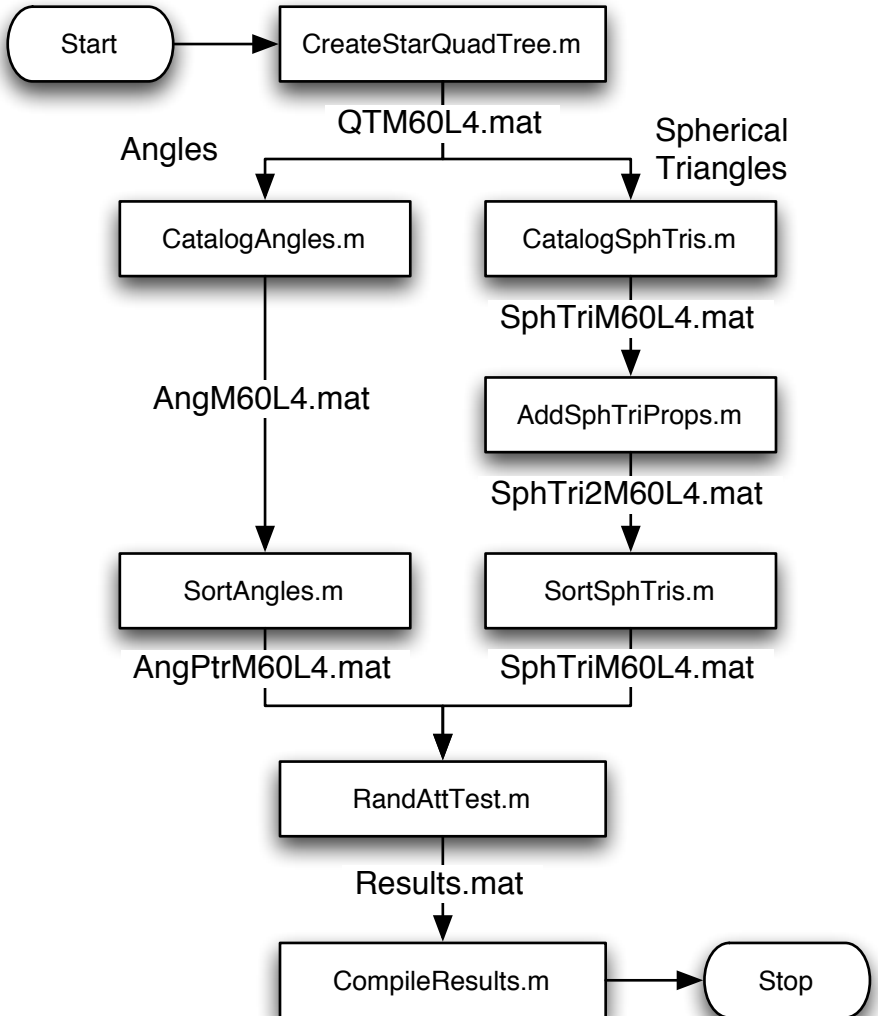 Start
CreateStarQuadTree.m
QTM60L4.mat
Angles
Spherical
Triangles
CatalogAngles.m
CatalogSphTris.m
SphTriM60L4.mat
AngM60L4.mat
AddSphTriProps.m
SphTri2M60L4.mat
SortAngles.m
SortSphTris.m
AngPtrM60L4.mat
SphTriM60L4.mat
RandAttTest.m
Results.mat
CompileResults.m
Stop